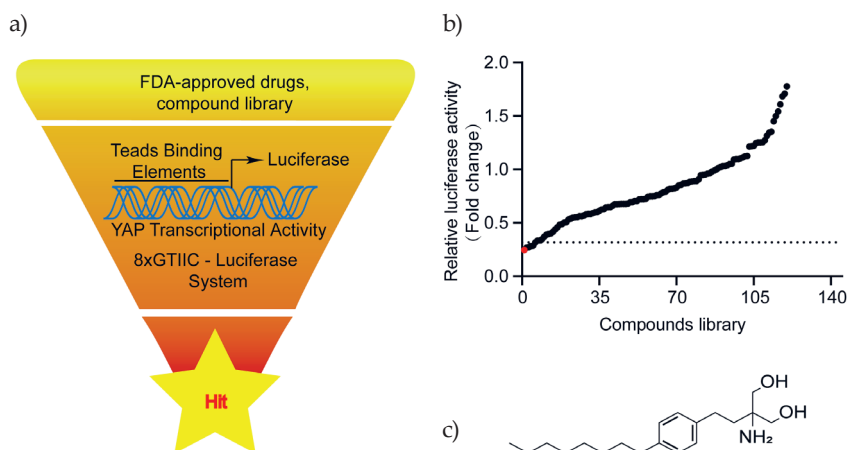 a)
FDA-approved drugs,
compound library
Teads Binding
Elements
Luciferase
YAP Transcriptional Activity
8xGTIIC - Luciferase
System
HIt
b)
Relative luciferase activity
(Fold change)
2.0
1.5
1.0
0.5
0.0
0
35
70
105
140
Compounds library
c)
OH
OH
NH₂